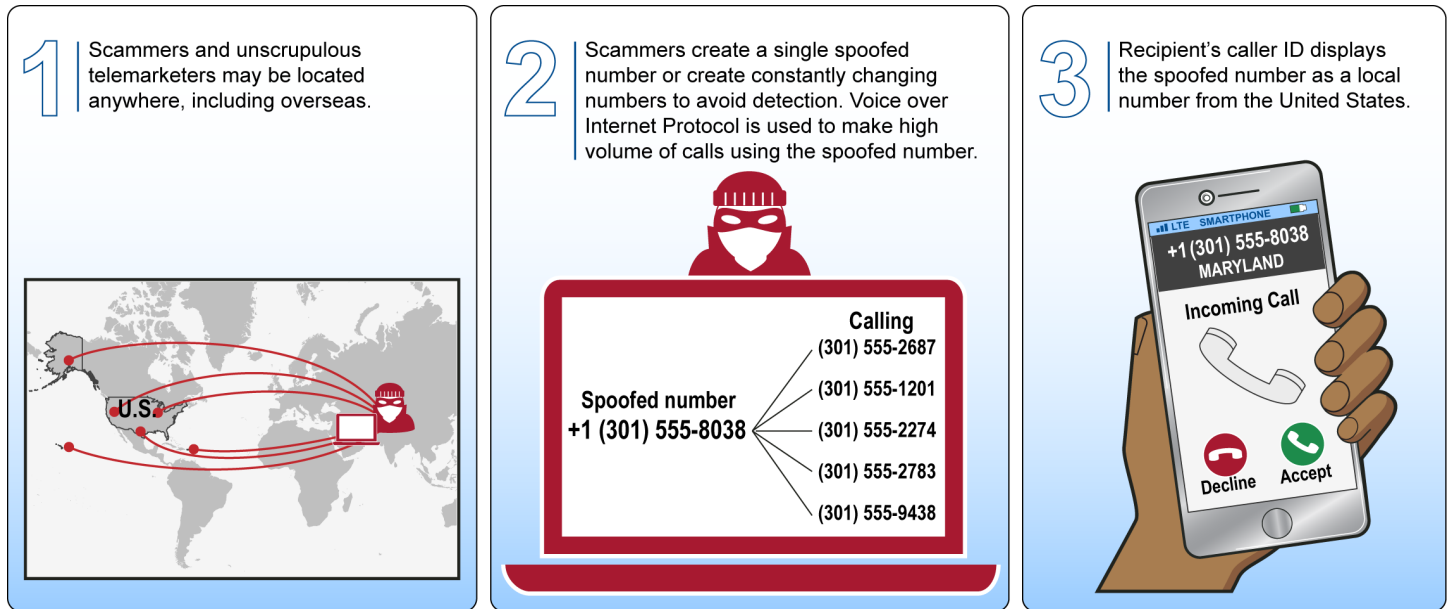 1
Scammers and unscrupulous
telemarketers may be located
anywhere, including overseas.
U.S.
2
Scammers create a single spoofed
number or create constantly changing
numbers to avoid detection. Voice over
Internet Protocol is used to make high
volume of calls using the spoofed number.
Spoofed number
+1 (301) 555-8038
Calling
(301) 555-2687
(301) 555-1201
(301) 555-2274
(301) 555-2783
(301) 555-9438
3
Recipient's caller ID displays
the spoofed number as a local
number from the United States.
LTE SMARTPHONE
+1 (301) 555-8038
MARYLAND
Incoming Call
Decline Accept